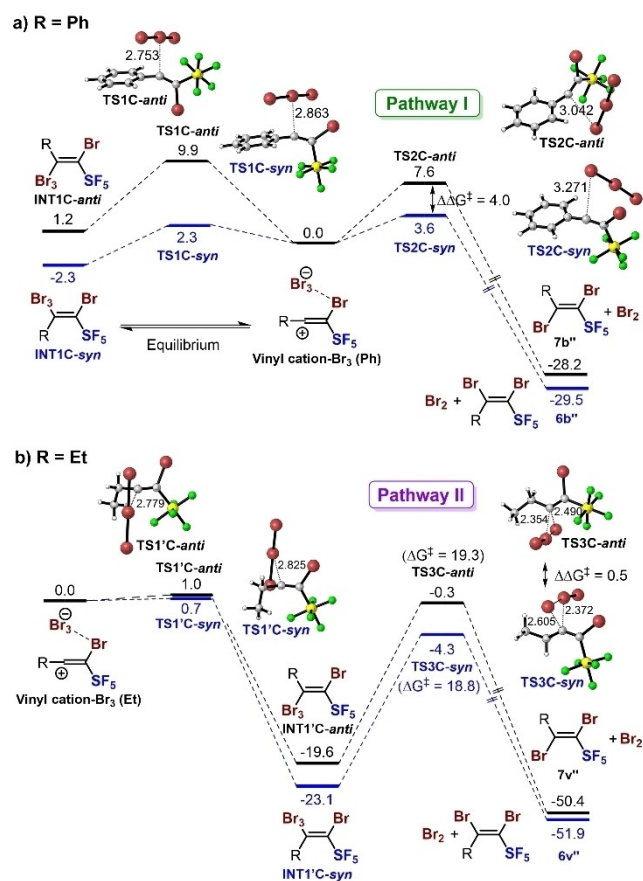 a) R = Ph
2.753
TS1C-anti
TS1C-anti
9.9
2.863
TS1C-syn
Pathway I
3.042
TS2C-anti
TS2C-anti
7.6
ΔΔG‡ = 4.0
3.271
TS2C-syn
R Br
Br3 SF5
INT1C-anti
1.2
2.3
TS1C-syn
0.0
3.6
TS2C-syn
-2.3
Br3 Br
R SF5
INT1C-syn
Equilibrium
⊖
Br3 Br
R ⊕ SF5
Vinyl cation-Br3 (Ph)
R Br
Br SF5 + Br2
7b"
-28.2
-29.5
6b"
Br2 + Br Br
R SF5
b) R = Et
2.779
TS1'C-anti
TS1'C-anti
1.0
0.0
0.7
TS1'C-syn
⊖
Br3 Br
R ⊕ SF5
Vinyl cation-Br3 (Et)
2.825
TS1'C-syn
Pathway II
(ΔG‡ = 19.3)
TS3C-anti
-0.3
2.354 2.490
TS3C-anti
ΔΔG‡ = 0.5
2.605 2.372
TS3C-syn
-4.3
TS3C-syn
(ΔG‡ = 18.8)
R Br
Br3 SF5
INT1'C-anti
-19.6
-23.1
Br3 Br
R SF5
INT1'C-syn
R Br
Br SF5 + Br2
7v"
-50.4
-51.9
6v"
Br2 + Br Br
R SF5